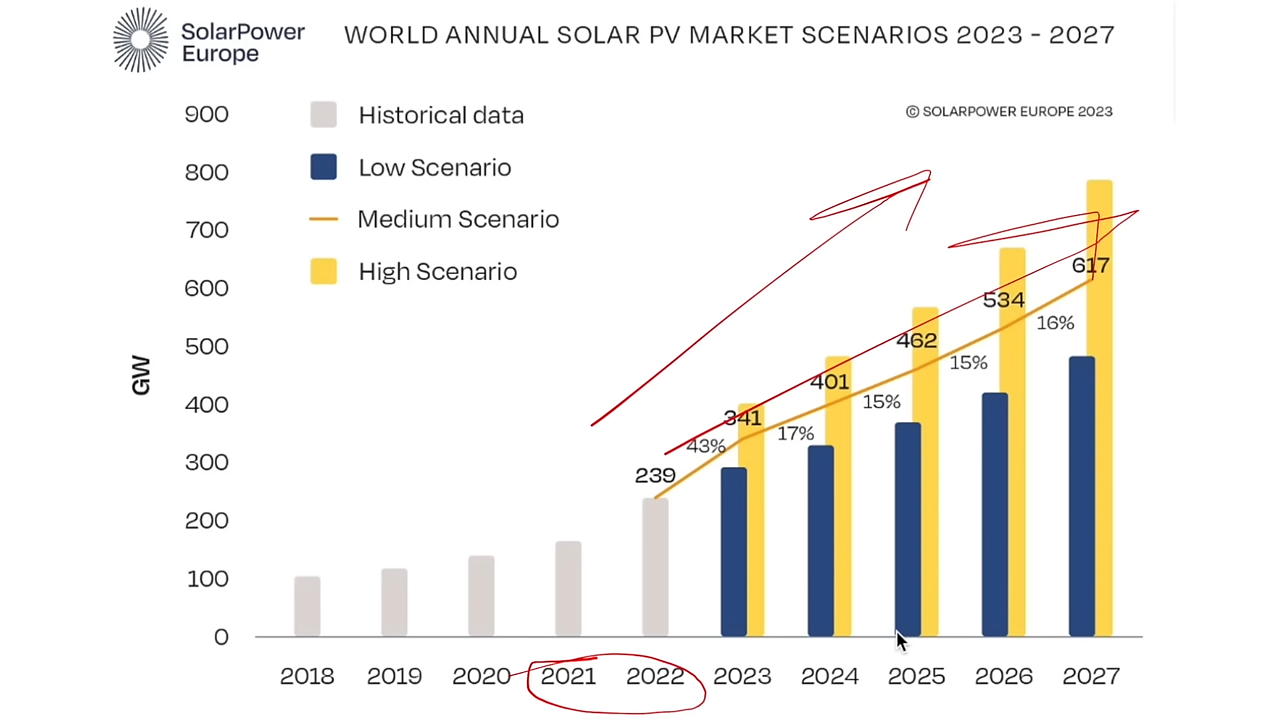 SolarPower
Europe
WORLD ANNUAL SOLAR PV MARKET SCENARIOS 2023 - 2027
© SOLARPOWER EUROPE 2023
Historical data
Low Scenario
Medium Scenario
High Scenario
GW
900
800
700
600
500
400
300
200
100
0
239
341
401
462
534
617
43%
17%
15%
15%
16%
2018 2019 2020 2021 2022 2023 2024 2025 2026 2027